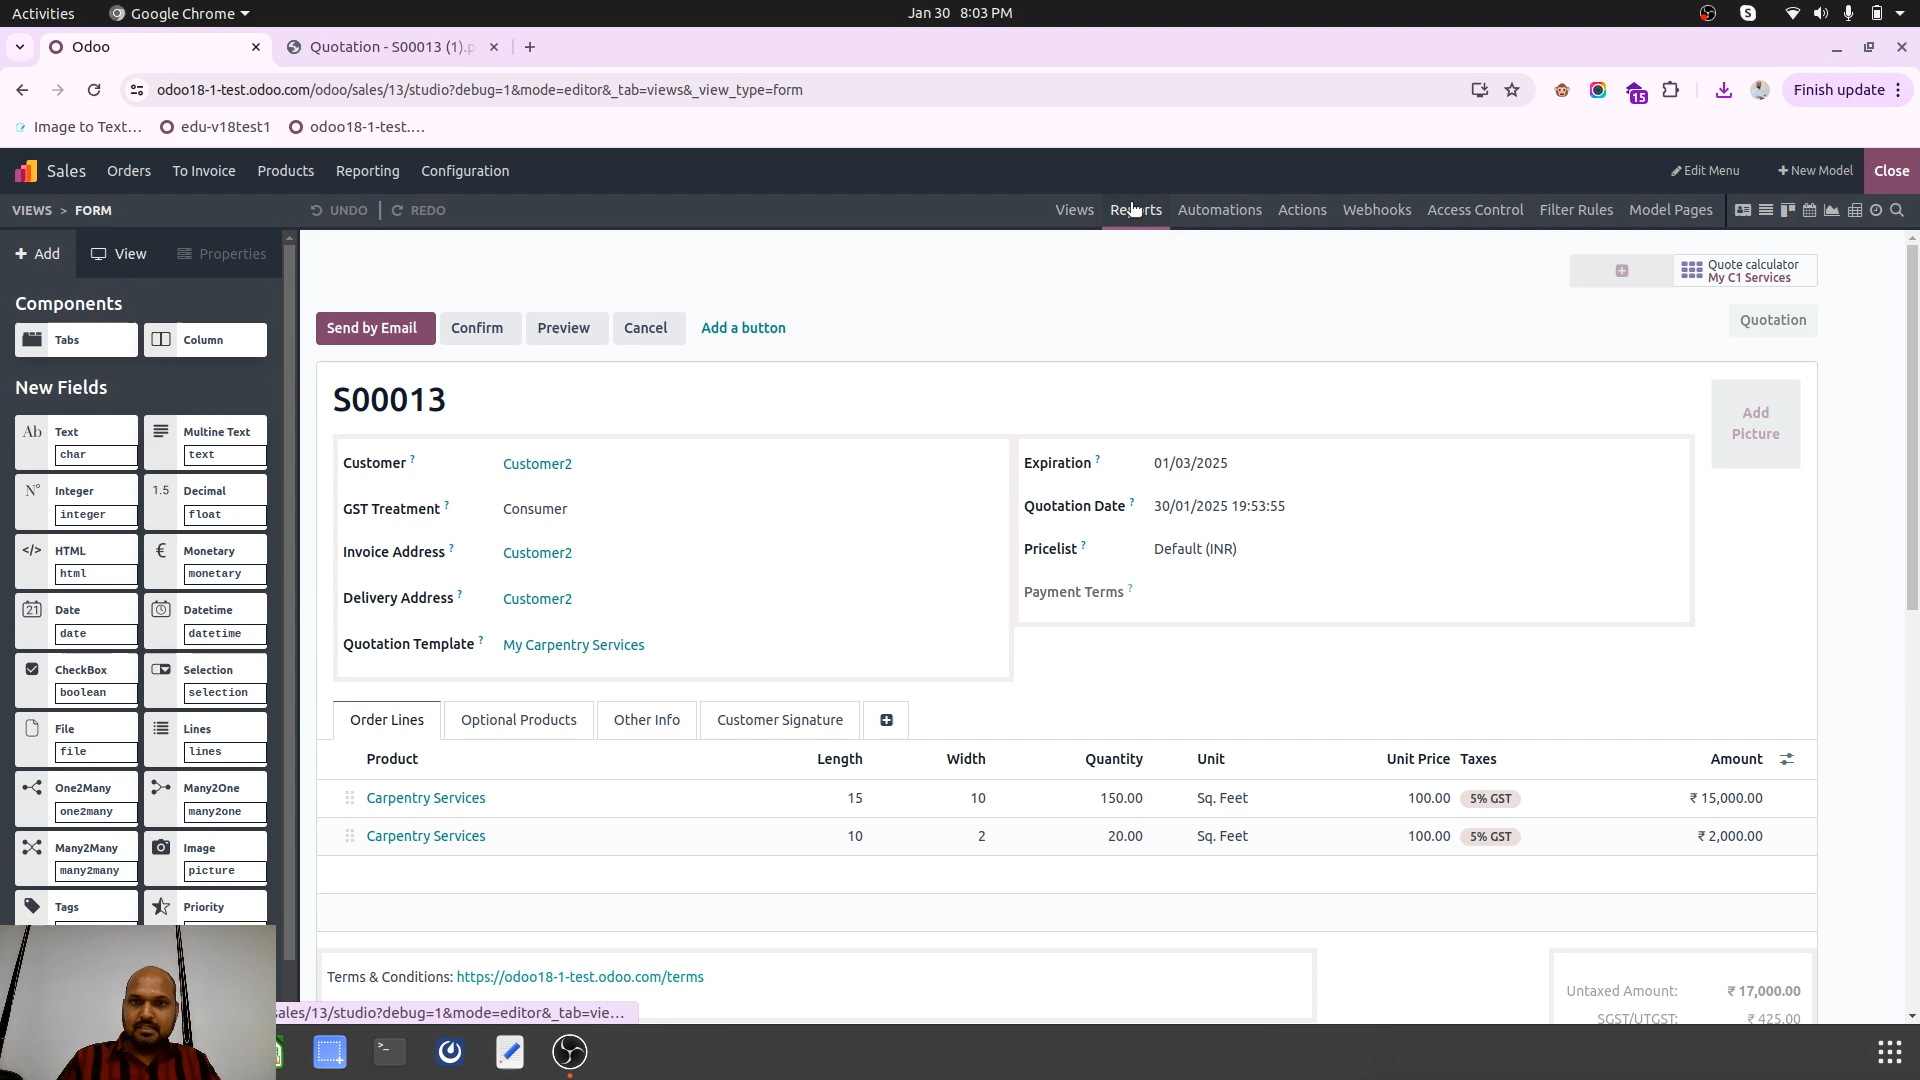 Activities
Google Chrome
Jan 30 8:03 PM
Odoo
Quotation - S00013 (1).p
odoo18-1-test.odoo.com/odoo/sales/13/studio?debug=1&mode=editor&_tab=views&_view_type=form
15
Finish update
Image to Text...
edu-v18test1
odoo18-1-test....
Sales
Orders
To Invoice
Products
Reporting
Configuration
Edit Menu
+ New Model
Close
VIEWS > FORM
UNDO
REDO
Views
Reports
Automations
Actions
Webhooks
Access Control
Filter Rules
Model Pages
+ Add
View
Properties
Quote calculator
My C1 Services
Components
Tabs
Column
Send by Email
Confirm
Preview
Cancel
Add a button
Quotation
New Fields
S00013
Add
Picture
Ab Text
char
Multine Text
text
N° Integer
integer
1.5 Decimal
float
</> HTML
html
€ Monetary
monetary
21 Date
date
Datetime
datetime
CheckBox
boolean
Selection
selection
File
file
Lines
lines
One2Many
one2many
Many2One
many2one
Many2Many
many2many
Image
picture
Tags
Priority
Customer ? Customer2
GST Treatment ? Consumer
Invoice Address ? Customer2
Delivery Address ? Customer2
Quotation Template ? My Carpentry Services
Expiration ? 01/03/2025
Quotation Date ? 30/01/2025 19:53:55
Pricelist ? Default (INR)
Payment Terms ?
Order Lines
Optional Products
Other Info
Customer Signature
Product Length Width Quantity Unit Unit Price Taxes Amount
Carpentry Services 15 10 150.00 Sq. Feet 100.00 5% GST ₹ 15,000.00
Carpentry Services 10 2 20.00 Sq. Feet 100.00 5% GST ₹ 2,000.00
Terms & Conditions: https://odoo18-1-test.odoo.com/terms
Untaxed Amount: ₹ 17,000.00
SGST/UTGST: ₹ 425.00
sales/13/studio?debug=1&mode=editor&_tab=vie...